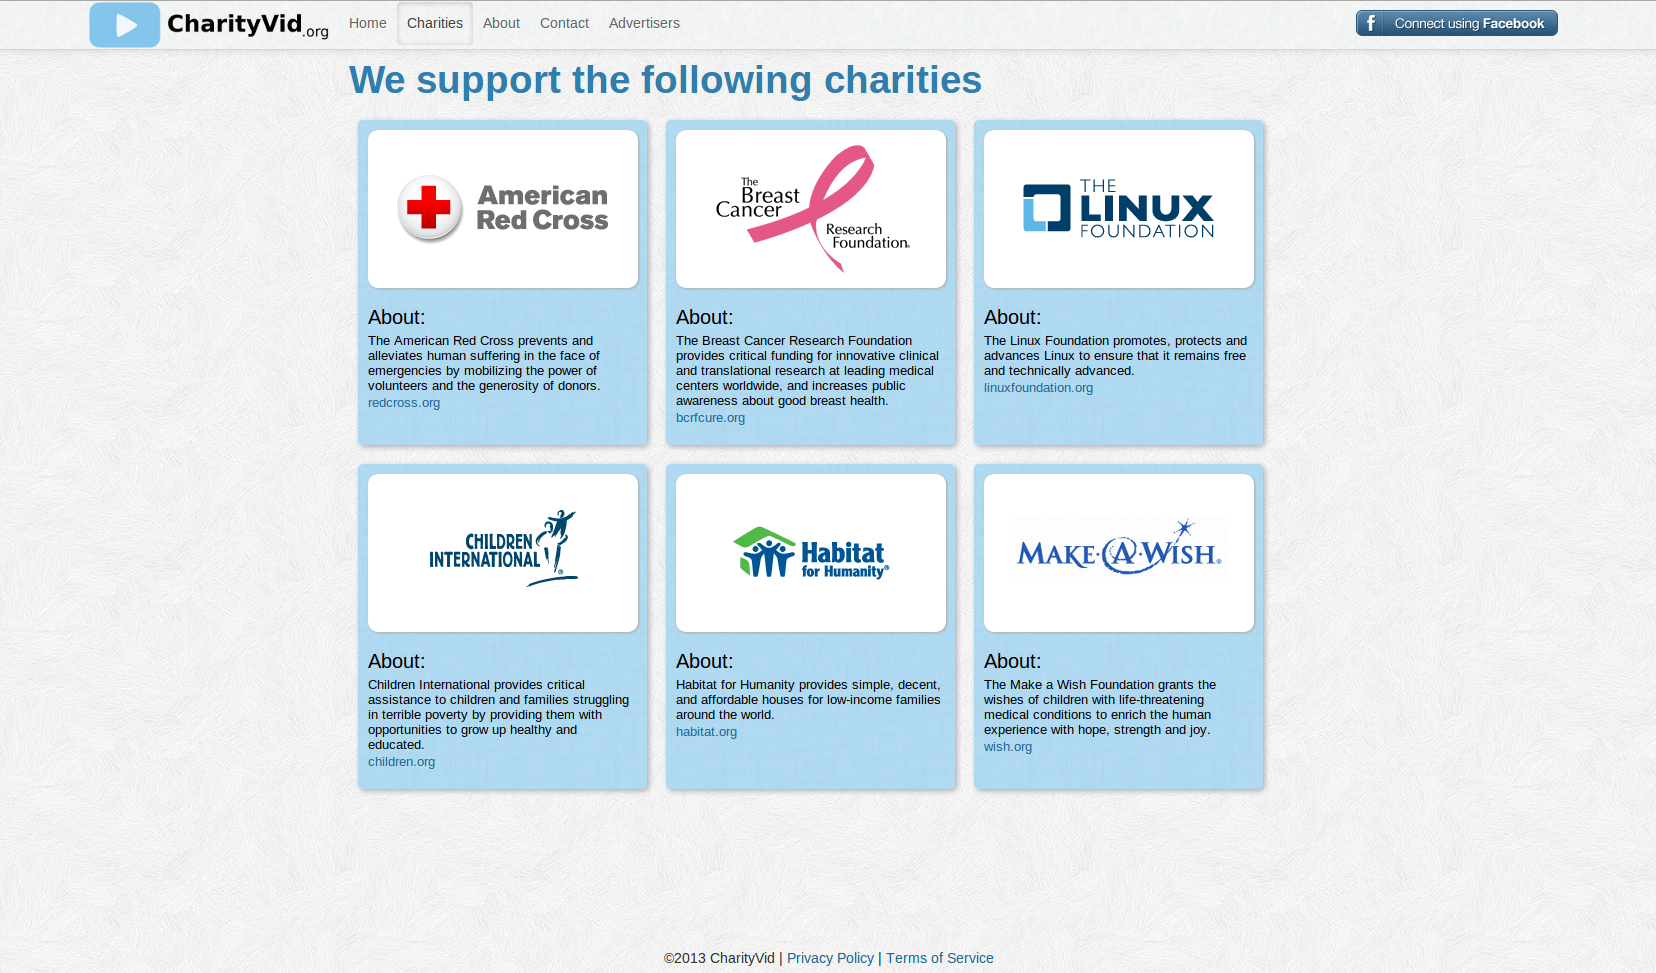 CharityVid.org
Home Charities About Contact Advertisers
f Connect using Facebook
We support the following charities
American
Red Cross
About:
The American Red Cross prevents and
alleviates human suffering in the face of
emergencies by mobilizing the power of
volunteers and the generosity of donors.
redcross.org
The
Breast
Cancer
Research
Foundation®
About:
The Breast Cancer Research Foundation
provides critical funding for innovative clinical
and translational research at leading medical
centers worldwide, and increases public
awareness about good breast health.
bcrfcure.org
THE
LINUX
FOUNDATION
About:
The Linux Foundation promotes, protects and
advances Linux to ensure that it remains free
and technically advanced.
linuxfoundation.org
CHILDREN
INTERNATIONAL®
About:
Children International provides critical
assistance to children and families struggling
in terrible poverty by providing them with
opportunities to grow up healthy and
educated.
children.org
Habitat
for Humanity®
About:
Habitat for Humanity provides simple, decent,
and affordable houses for low-income families
around the world.
habitat.org
MAKE·A·WISH®
About:
The Make a Wish Foundation grants the
wishes of children with life-threatening
medical conditions to enrich the human
experience with hope, strength and joy.
wish.org
©2013 CharityVid | Privacy Policy | Terms of Service